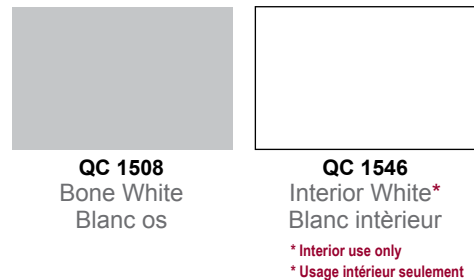 QC 1508
Bone White
Blanc os
QC 1546
Interior White*
Blanc intèrieur
* Interior use only
* Usage intérieur seulement